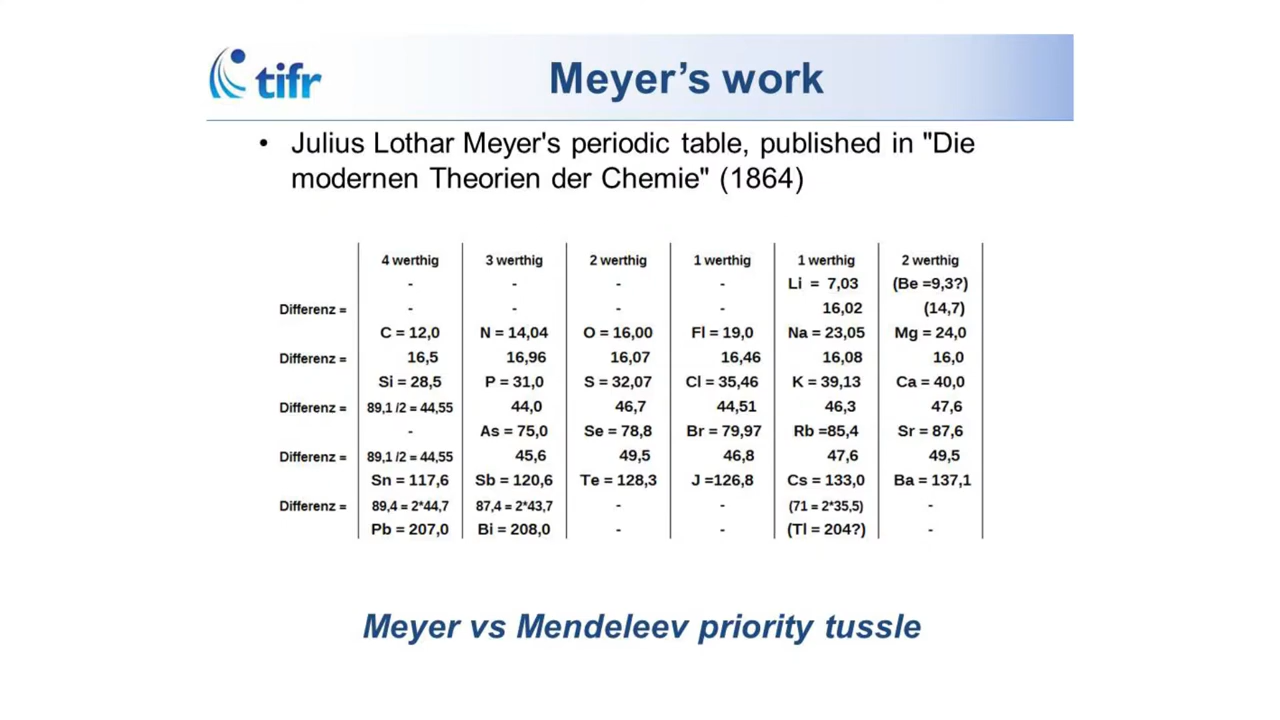 tifr
Meyer's work
• Julius Lothar Meyer's periodic table, published in "Die
modernen Theorien der Chemie" (1864)
4 werthig 3 werthig 2 werthig 1 werthig 1 werthig 2 werthig
- - - - Li = 7,03 (Be =9,3?)
Differenz = - - - - 16,02 (14,7)
C = 12,0 N = 14,04 O = 16,00 Fl = 19,0 Na = 23,05 Mg = 24,0
Differenz = 16,5 16,96 16,07 16,46 16,08 16,0
Si = 28,5 P = 31,0 S = 32,07 Cl = 35,46 K = 39,13 Ca = 40,0
Differenz = 89,1 /2 = 44,55 44,0 46,7 44,51 46,3 47,6
- As = 75,0 Se = 78,8 Br = 79,97 Rb =85,4 Sr = 87,6
Differenz = 89,1 /2 = 44,55 45,6 49,5 46,8 47,6 49,5
Sn = 117,6 Sb = 120,6 Te = 128,3 J =126,8 Cs = 133,0 Ba = 137,1
Differenz = 89,4 = 2*44,7 87,4 = 2*43,7 - - (71 = 2*35,5) -
Pb = 207,0 Bi = 208,0 - - (Tl = 204?) -
Meyer vs Mendeleev priority tussle